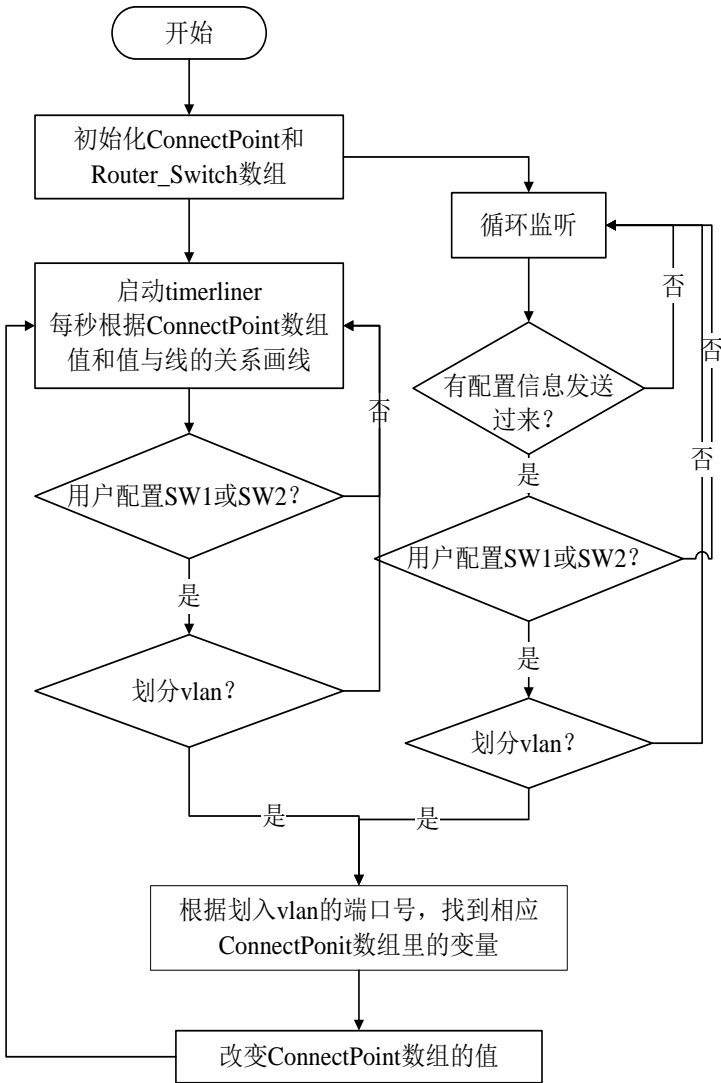 开始
初始化ConnectPoint和
Router_Switch数组
循环监听
启动timerliner
每秒根据ConnectPoint数组
值和值与线的关系画线
否
否
有配置信息发送
过来？
否
否
是
用户配置SW1或SW2？
用户配置SW1或SW2？
是
是
划分vlan？
划分vlan？
是
是
根据划入vlan的端口号，找到相应
ConnectPonit数组里的变量
改变ConnectPoint数组的值